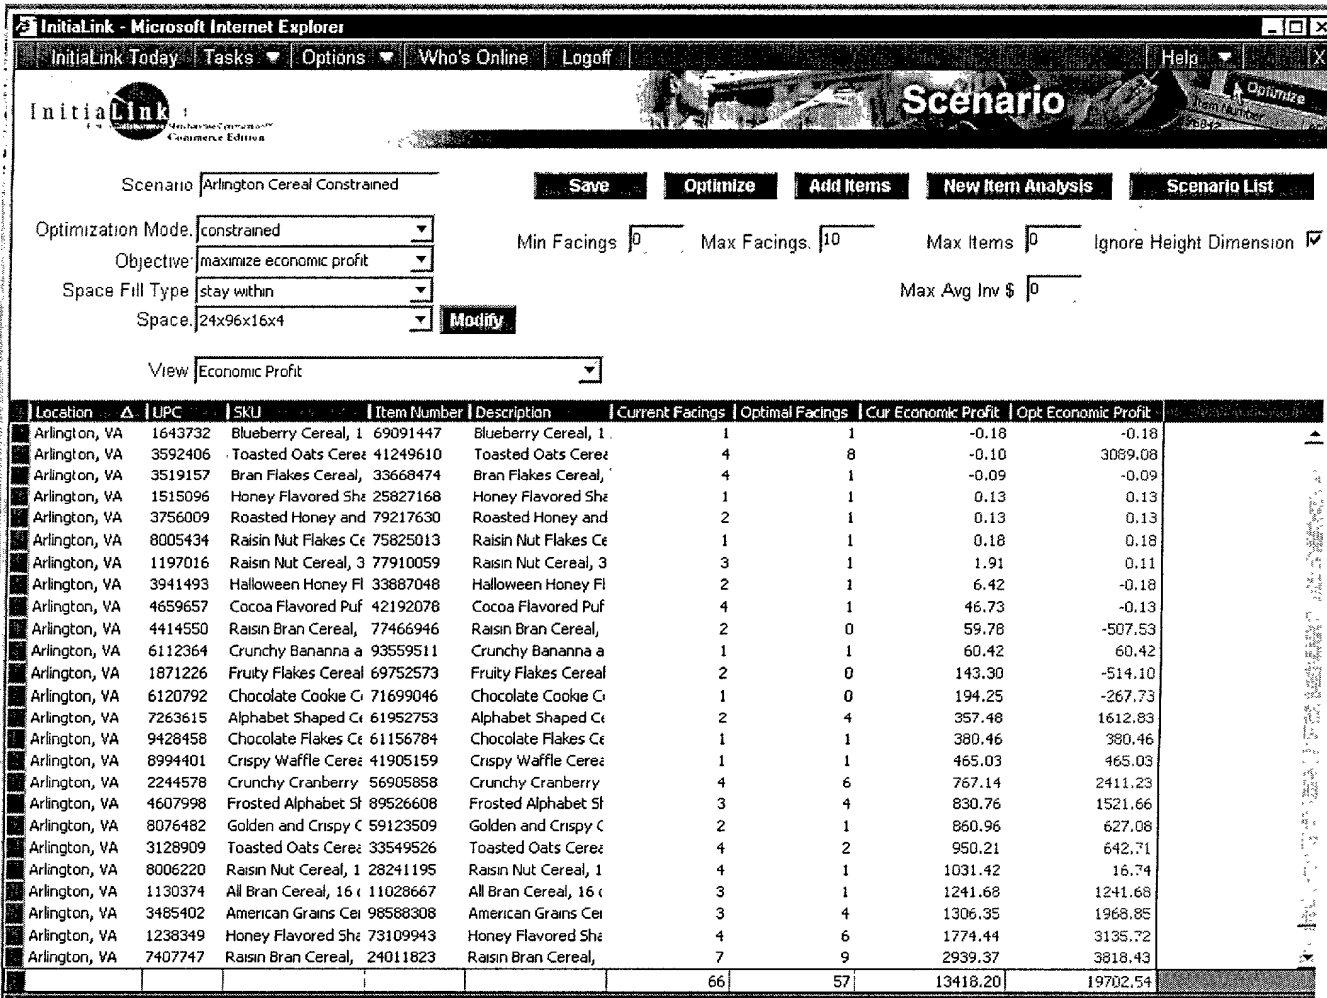 InitiaLink - Microsoft Internet Explorer
InitiaLink Today Tasks Options Who's Online Logoff Help X
InitiaLink
Commerce Edition
Scenario
Optimize
Item number
Scenario Arlington Cereal Constrained Save Optimize Add Items New Item Analysis Scenario List
Optimization Mode. constrained Min Facings 0 Max Facings. 10 Max Items 0 Ignore Height Dimension
Objective: maximize economic profit
Space Fill Type stay within Max Avg Inv $ 0
Space. 24x96x16x4 Modify
View Economic Profit
Location UPC SKU Item Number Description Current Facings Optimal Facings Cur Economic Profit Opt Economic Profit
Arlington, VA 1643732 Blueberry Cereal, 1 69091447 Blueberry Cereal, 1 1 1 -0.18 -0.18
Arlington, VA 3592406 Toasted Oats Cerea 41249610 Toasted Oats Cerea 4 8 -0.10 3089.08
Arlington, VA 3519157 Bran Flakes Cereal, 33668474 Bran Flakes Cereal, 4 1 -0.09 -0.09
Arlington, VA 1515096 Honey Flavored Sha 25827168 Honey Flavored Sha 1 1 0.13 0.13
Arlington, VA 3756009 Roasted Honey and 79217630 Roasted Honey and 2 1 0.13 0.13
Arlington, VA 8005434 Raisin Nut Flakes Ce 75825013 Raisin Nut Flakes Ce 1 1 0.18 0.18
Arlington, VA 1197016 Raisin Nut Cereal, 3 77910059 Raisin Nut Cereal, 3 3 1 1.91 0.11
Arlington, VA 3941493 Halloween Honey Fl 33887048 Halloween Honey Fl 2 1 6.42 -0.18
Arlington, VA 4659657 Cocoa Flavored Puf 42192078 Cocoa Flavored Puf 4 1 46.73 -0.13
Arlington, VA 4414550 Raisin Bran Cereal, 77466946 Raisin Bran Cereal, 2 0 59.78 -507.53
Arlington, VA 6112364 Crunchy Bananna a 93559511 Crunchy Bananna a 1 1 60.42 60.42
Arlington, VA 1871226 Fruity Flakes Cereal 69752573 Fruity Flakes Cereal 2 0 143.30 -514.10
Arlington, VA 6120792 Chocolate Cookie Cr 71699046 Chocolate Cookie Cr 1 0 194.25 -267.73
Arlington, VA 7263615 Alphabet Shaped Ce 61952753 Alphabet Shaped Ce 2 4 357.48 1612.83
Arlington, VA 9428458 Chocolate Flakes Ce 61156784 Chocolate Flakes Ce 1 1 380.46 380.46
Arlington, VA 8994401 Crispy Waffle Cerea 41905159 Crispy Waffle Cerea 1 1 465.03 465.03
Arlington, VA 2244578 Crunchy Cranberry 56905858 Crunchy Cranberry 4 6 767.14 2411.23
Arlington, VA 4607998 Frosted Alphabet Sh 89526608 Frosted Alphabet Sh 3 4 830.76 1521.66
Arlington, VA 8076482 Golden and Crispy C 59123509 Golden and Crispy C 2 1 860.96 627.08
Arlington, VA 3128909 Toasted Oats Cerea 33549526 Toasted Oats Cerea 4 2 950.21 642.71
Arlington, VA 8006220 Raisin Nut Cereal, 1 28241195 Raisin Nut Cereal, 1 4 1 1031.42 16.74
Arlington, VA 1130374 All Bran Cereal, 16 o 11028667 All Bran Cereal, 16 o 3 1 1241.68 1241.68
Arlington, VA 3485402 American Grains Cer 98588308 American Grains Cer 3 4 1306.35 1968.85
Arlington, VA 1238349 Honey Flavored Sha 73109943 Honey Flavored Sha 4 6 1774.44 3135.72
Arlington, VA 7407747 Raisin Bran Cereal, 24011823 Raisin Bran Cereal, 7 9 2939.37 3818.43
66 57 13418.20 19702.54